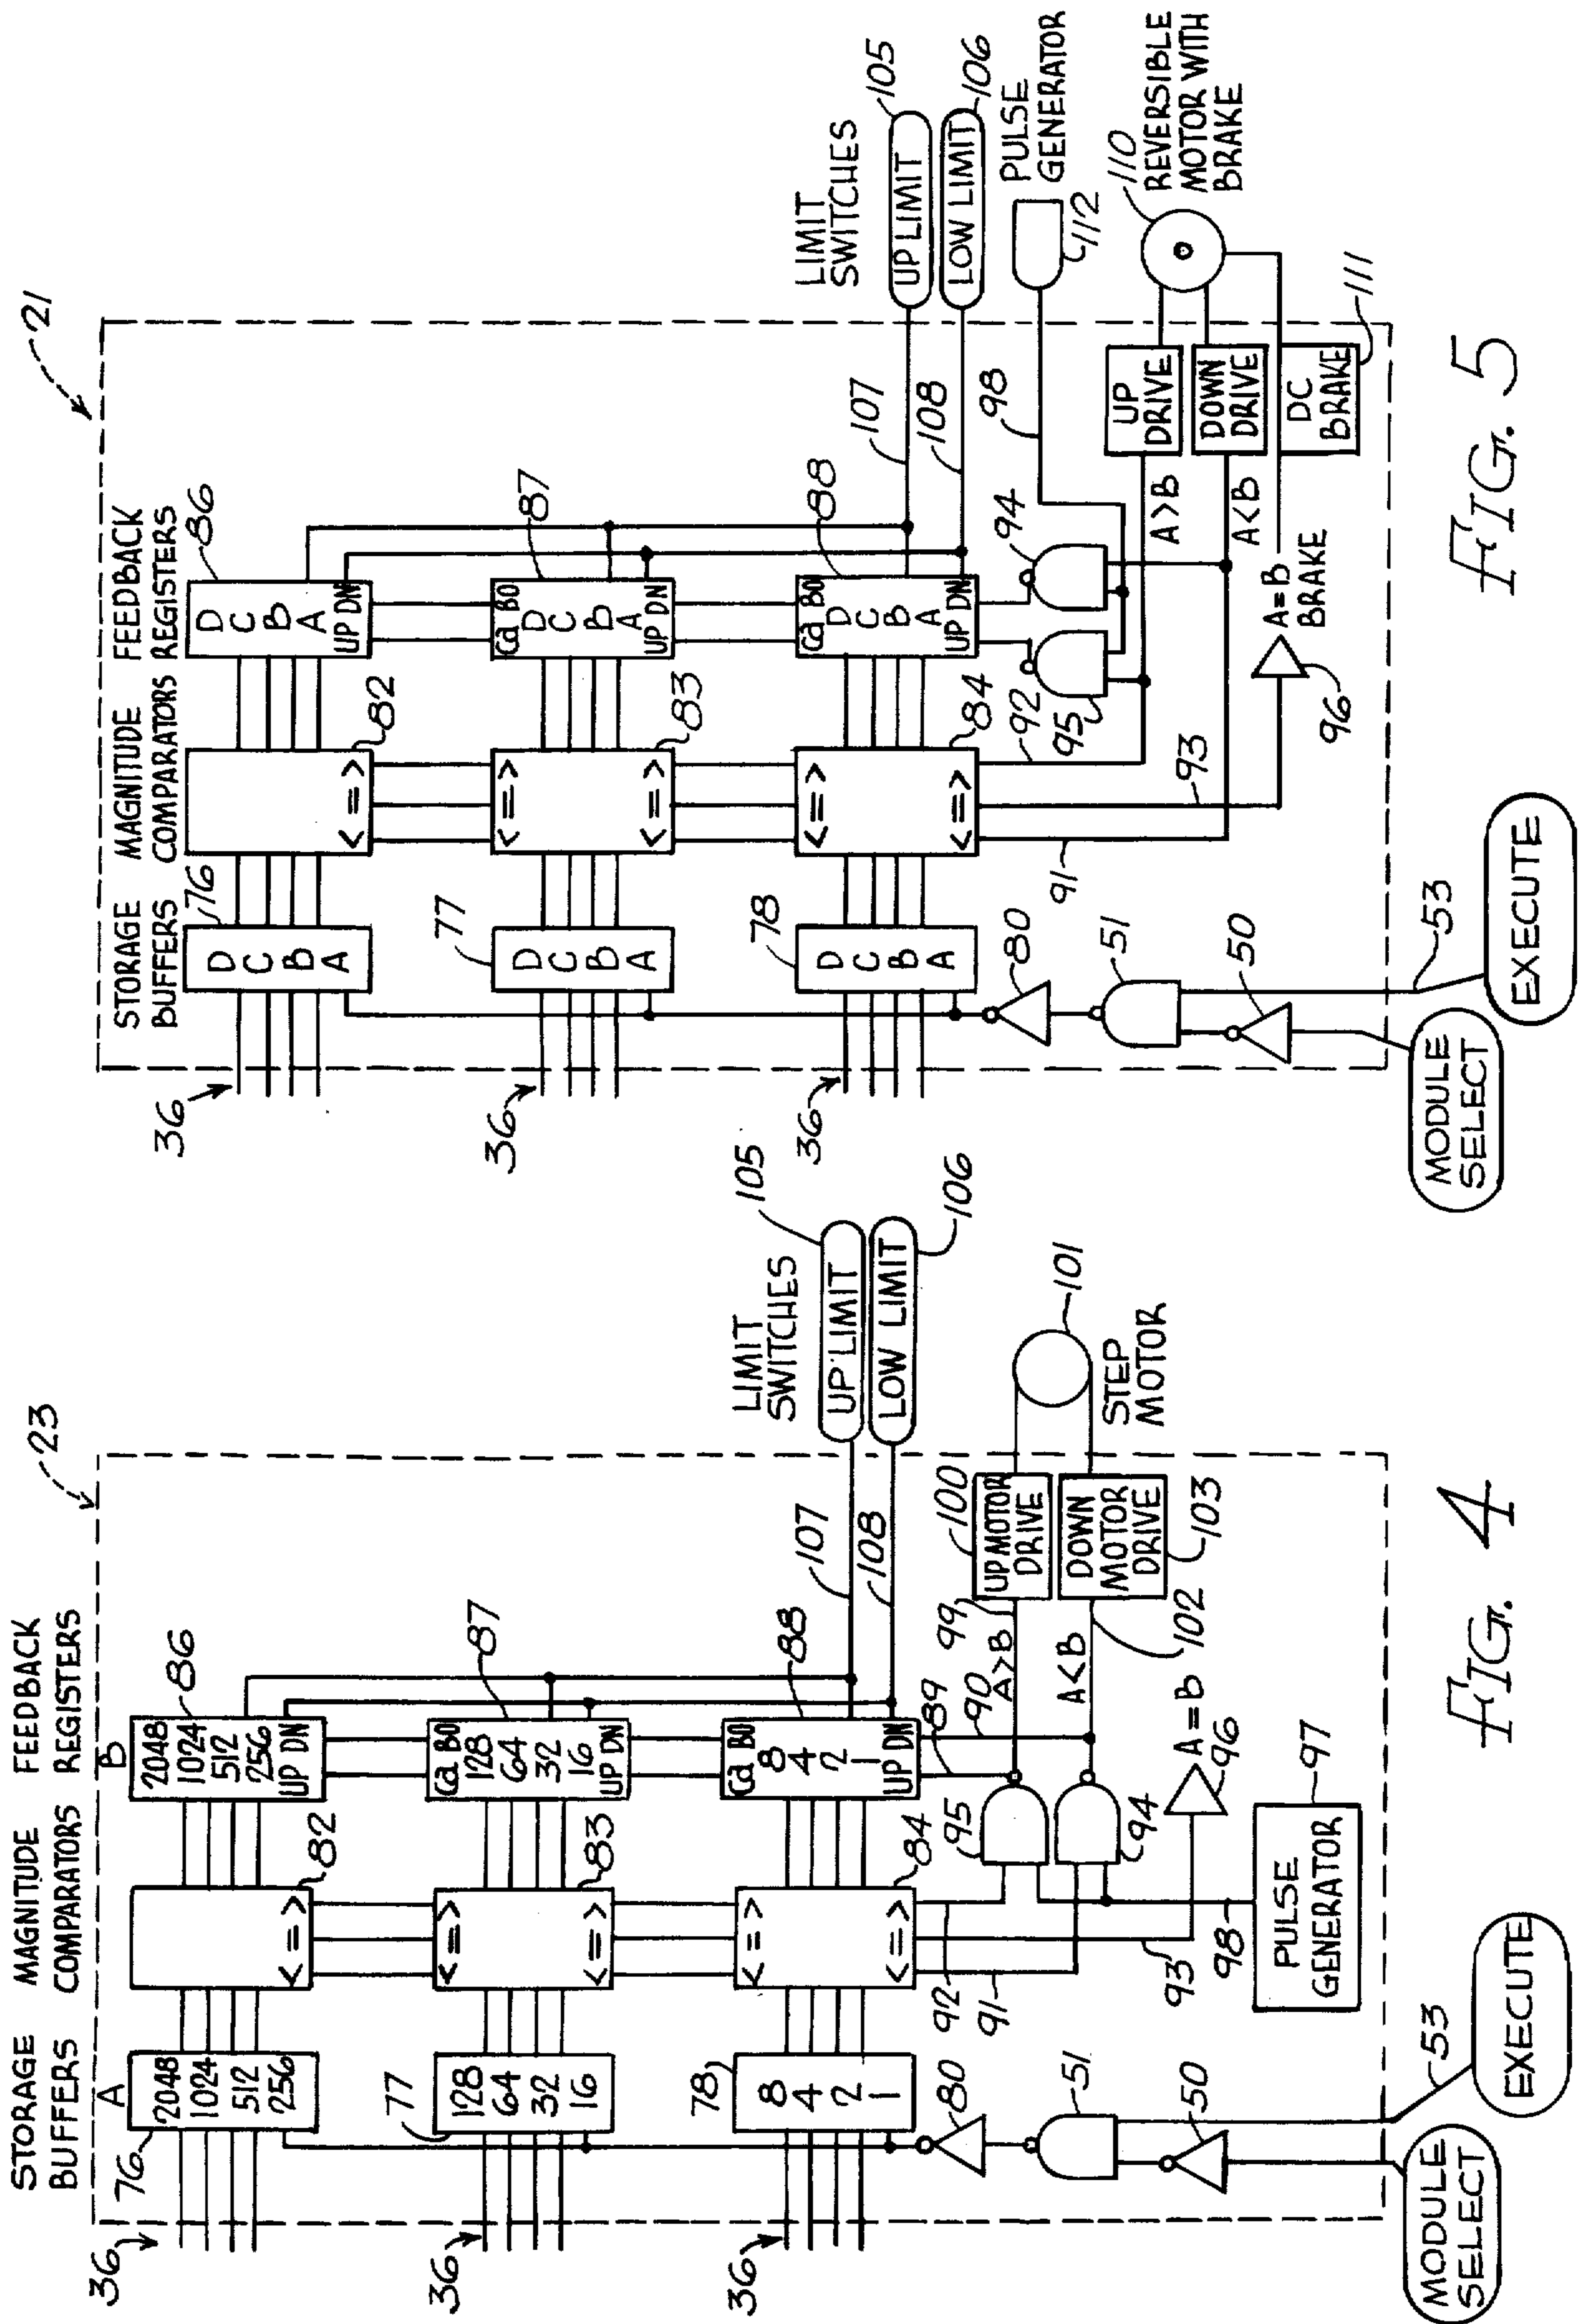 23
STORAGE BUFFERS
MAGNITUDE COMPARATORS
FEEDBACK REGISTERS
A
B
36
76
2048
1024
512
256
82
<=>
86
2048
1024
512
256
UP DN
36
77
128
64
32
16
<=>
83
<=>
87
Ca BO
128
64
32
16
UP DN
36
78
8
4
2
1
<=>
84
<=>
88
Ca BO
8
4
2
1
UP DN
107
108
LIMIT SWITCHES
105
UP LIMIT
LOW LIMIT
106
80
51
50
53
MODULE SELECT
EXECUTE
92
91
93
98
95
94
89
90
99
A>B
A<B
102
100
UP MOTOR DRIVE
DOWN MOTOR DRIVE
103
101
STEP MOTOR
A=B
96
97
PULSE GENERATOR
FIG. 4
21
STORAGE BUFFERS
MAGNITUDE COMPARATORS
FEEDBACK REGISTERS
36
76
D
C
B
A
82
<=>
86
D
C
B
A
UP DN
36
77
D
C
B
A
<=>
83
<=>
87
Ca BO
D
C
B
A
UP DN
36
78
D
C
B
A
<=>
84
<=>
88
Ca BO
D
C
B
A
UP DN
107
108
LIMIT SWITCHES
105
UP LIMIT
LOW LIMIT
106
PULSE GENERATOR
112
98
80
51
50
53
MODULE SELECT
EXECUTE
91
92
93
95
94
A>B
A<B
UP DRIVE
DOWN DRIVE
DC BRAKE
111
110
REVERSIBLE MOTOR WITH BRAKE
96
A=B
BRAKE
FIG. 5